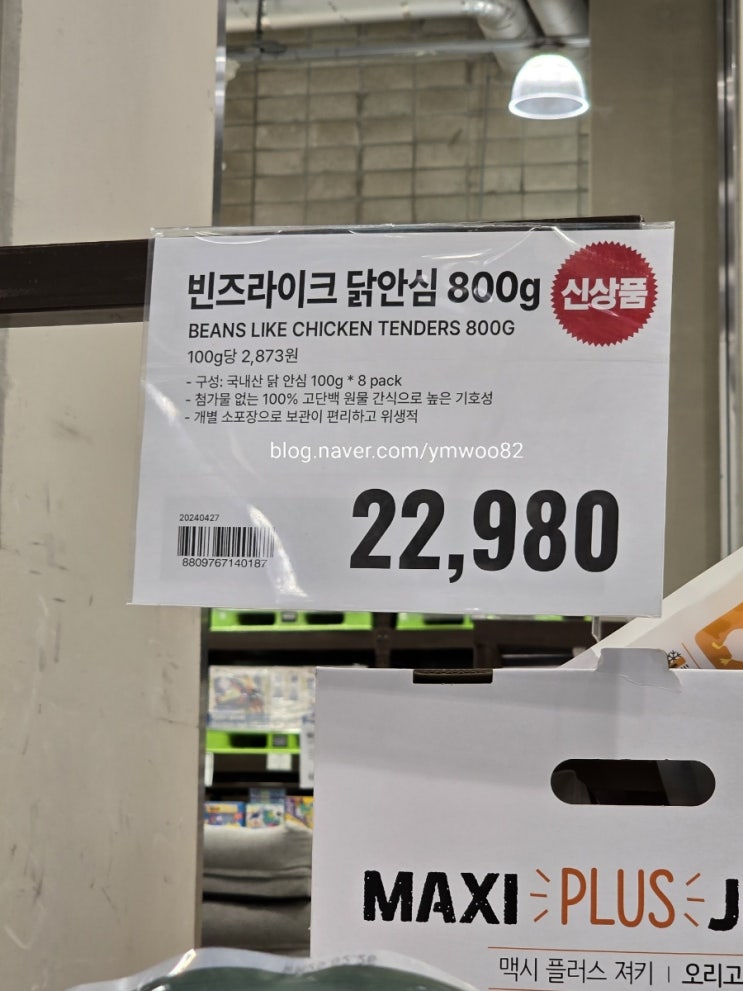 빈즈라이크 닭안심 800g
신상품
BEANS LIKE CHICKEN TENDERS 800G
100g당 2,873원
- 구성: 국내산 닭 안심 100g * 8 pack
- 첨가물 없는 100% 고단백 원물 간식으로 높은 기호성
- 개별 소포장으로 보관이 편리하고 위생적
blog.naver.com/ymwoo82
20240427
8809767140187
22,980
MAXI PLUS J
맥시 플러스 져키 | 오리고